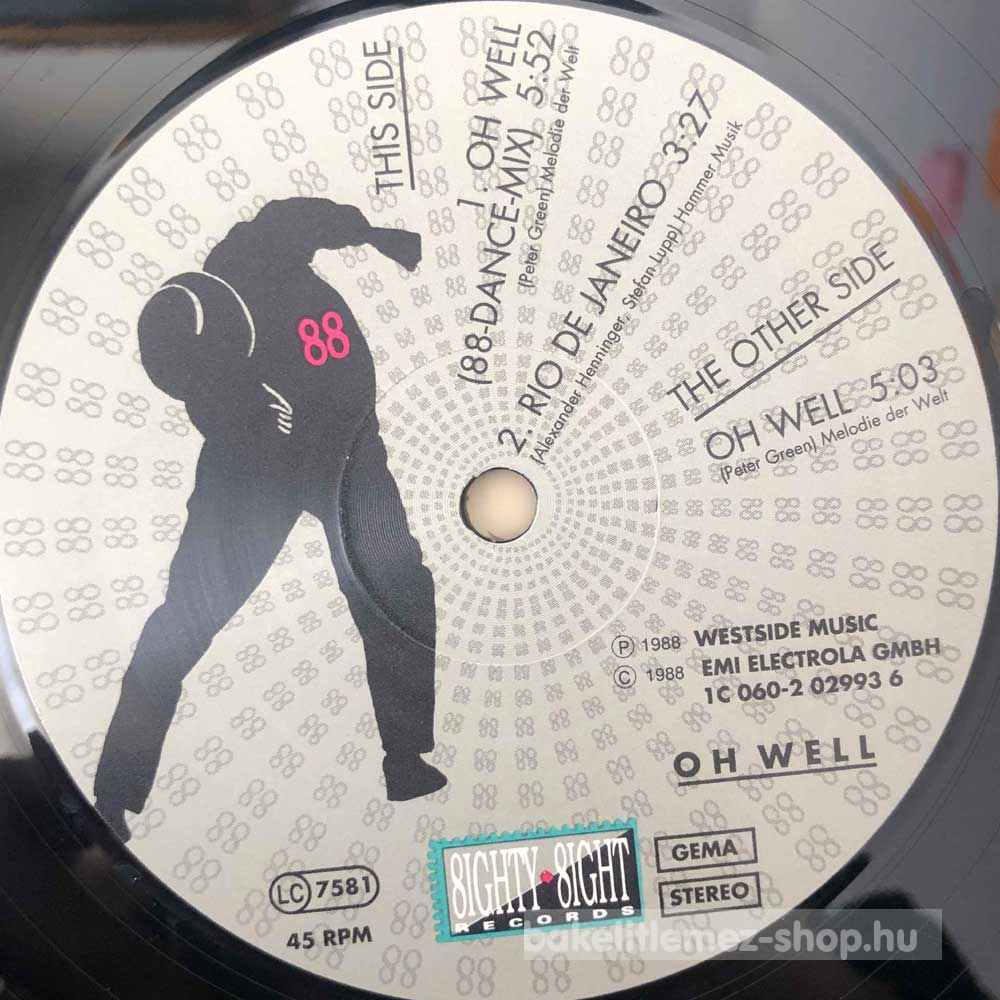 THIS SIDE
1. OH WELL
(88-DANCE-MIX) 5:52
(Peter Green) Melodie der Welt
2. RIO DE JANEIRO 3:27
(Alexander Henninger, Stefan Lupp) Hammer Musik
THE OTHER SIDE
OH WELL 5:03
(Peter Green) Melodie der Welt
88
Ⓟ 1988 WESTSIDE MUSIC
© 1988 EMI ELECTROLA GMBH
1C 060-2 02993 6
OH WELL
LC 7581
45 RPM
8IGHTY•8IGHT
RECORDS
GEMA
STEREO
bakelitlemez-shop.hu